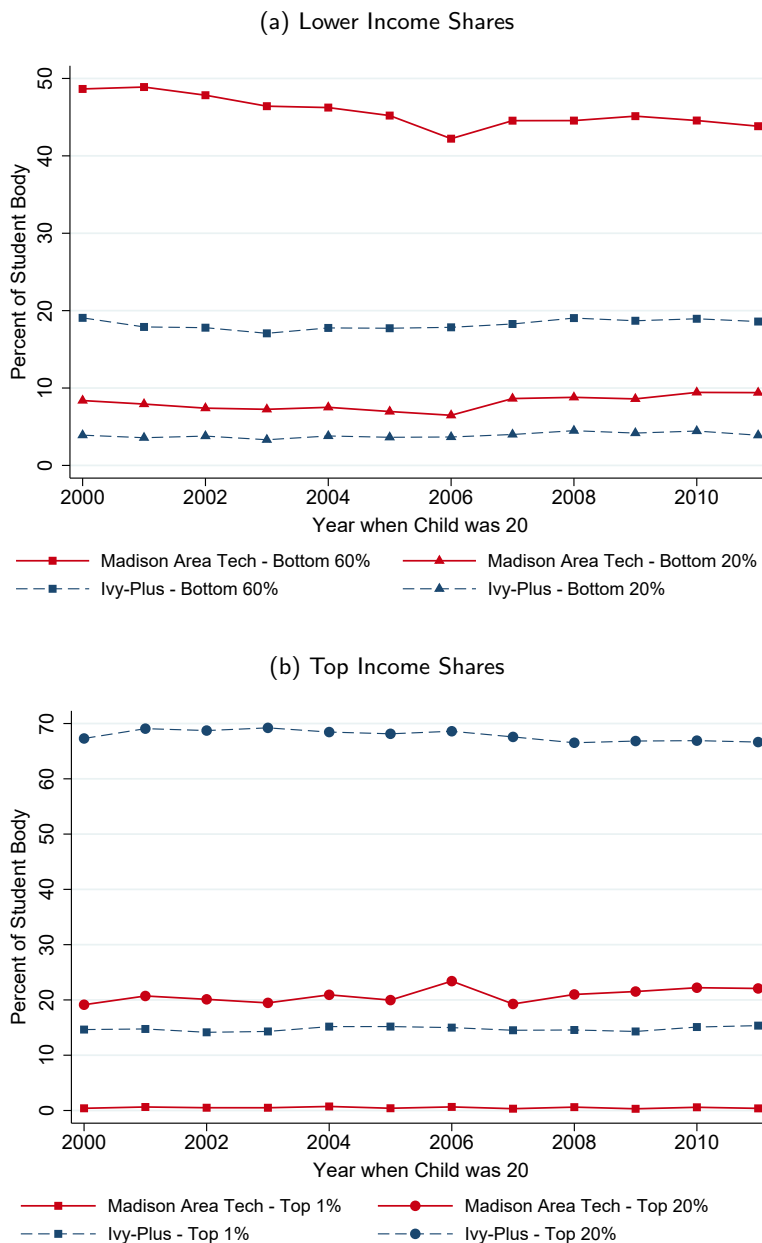 (a) Lower Income Shares
Percent of Student Body
50
40
30
20
10
0
2000 2002 2004 2006 2008 2010
Year when Child was 20
Madison Area Tech - Bottom 60% Madison Area Tech - Bottom 20%
Ivy-Plus - Bottom 60% Ivy-Plus - Bottom 20%
(b) Top Income Shares
Percent of Student Body
70
60
50
40
30
20
10
0
2000 2002 2004 2006 2008 2010
Year when Child was 20
Madison Area Tech - Top 1% Madison Area Tech - Top 20%
Ivy-Plus - Top 1% Ivy-Plus - Top 20%